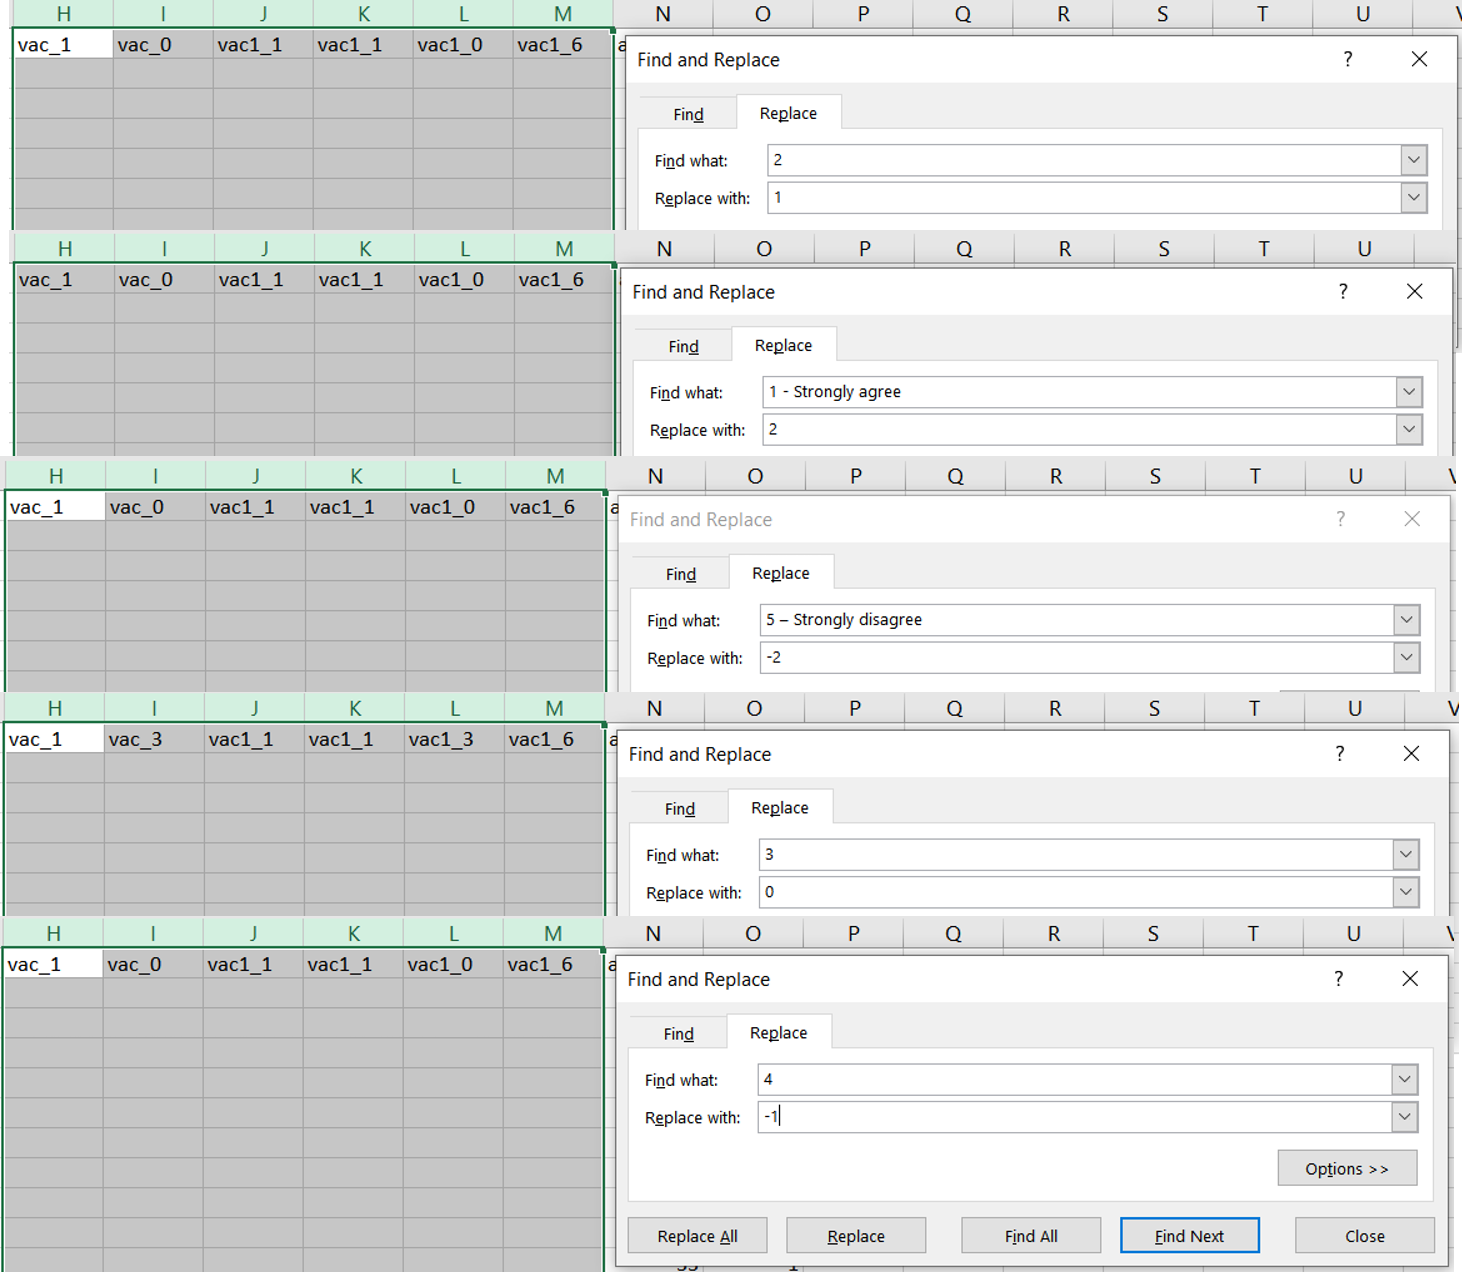 H I J K L M N O P Q R S T U
vac_1 vac_0 vac1_1 vac1_1 vac1_0 vac1_6 a
Find and Replace ?
Find Replace
Find what: 2
Replace with: 1
H I J K L M N O P Q R S T U
vac_1 vac_0 vac1_1 vac1_1 vac1_0 vac1_6
Find and Replace ?
Find Replace
Find what: 1 - Strongly agree
Replace with: 2
H I J K L M N O P Q R S T U V
vac_1 vac_0 vac1_1 vac1_1 vac1_0 vac1_6 a
Find and Replace ?
Find Replace
Find what: 5 – Strongly disagree
Replace with: -2
H I J K L M N O P Q R S T U V
vac_1 vac_3 vac1_1 vac1_1 vac1_3 vac1_6 a
Find and Replace ?
Find Replace
Find what: 3
Replace with: 0
H I J K L M N O P Q R S T U
vac_1 vac_0 vac1_1 vac1_1 vac1_0 vac1_6 a
Find and Replace ?
Find Replace
Find what: 4
Replace with: -1
Options >>
Replace All Replace Find All Find Next Close